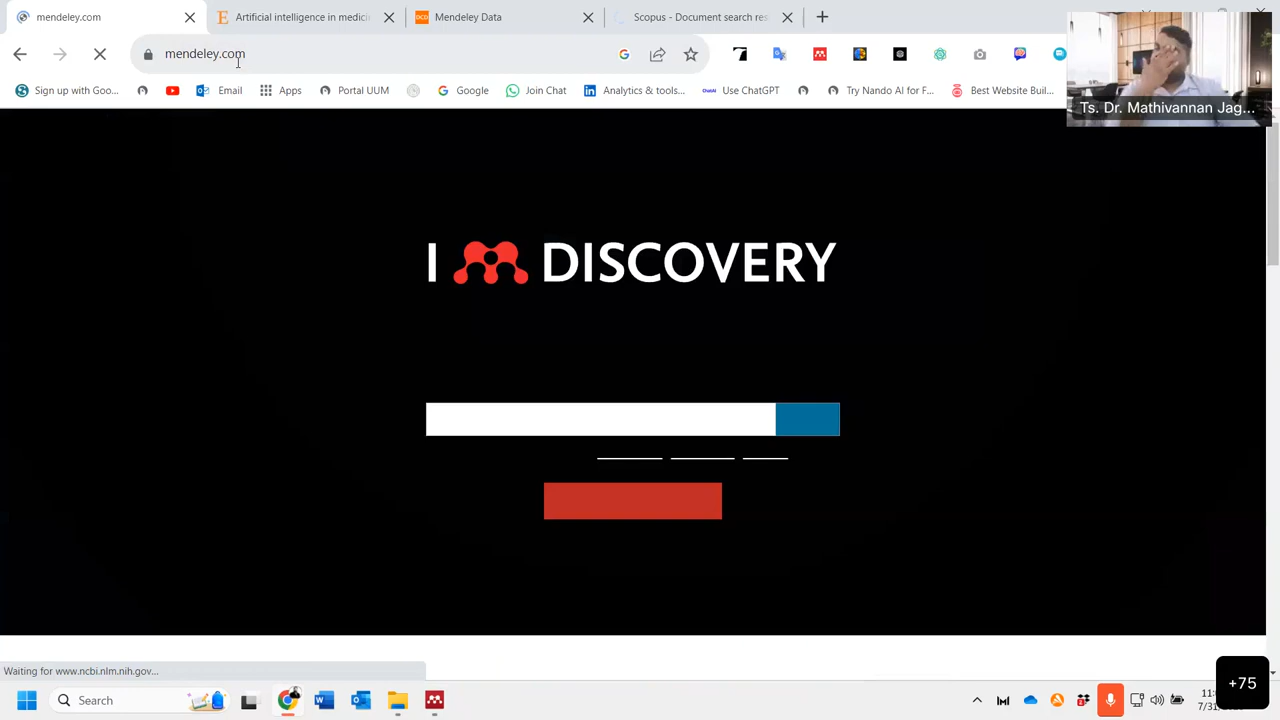 mendeley.com
Artificial intelligence in medici
Mendeley Data
Scopus - Document search res
mendeley.com
Sign up with Goo...
Email
Apps
Portal UUM
Google
Join Chat
Analytics & tools...
ChatAI
Use ChatGPT
Try Nando AI for F...
Best Website Buil...
Ts. Dr. Mathivannan Jag...
I DISCOVERY
Waiting for www.ncbi.nlm.nih.gov...
Search
+75